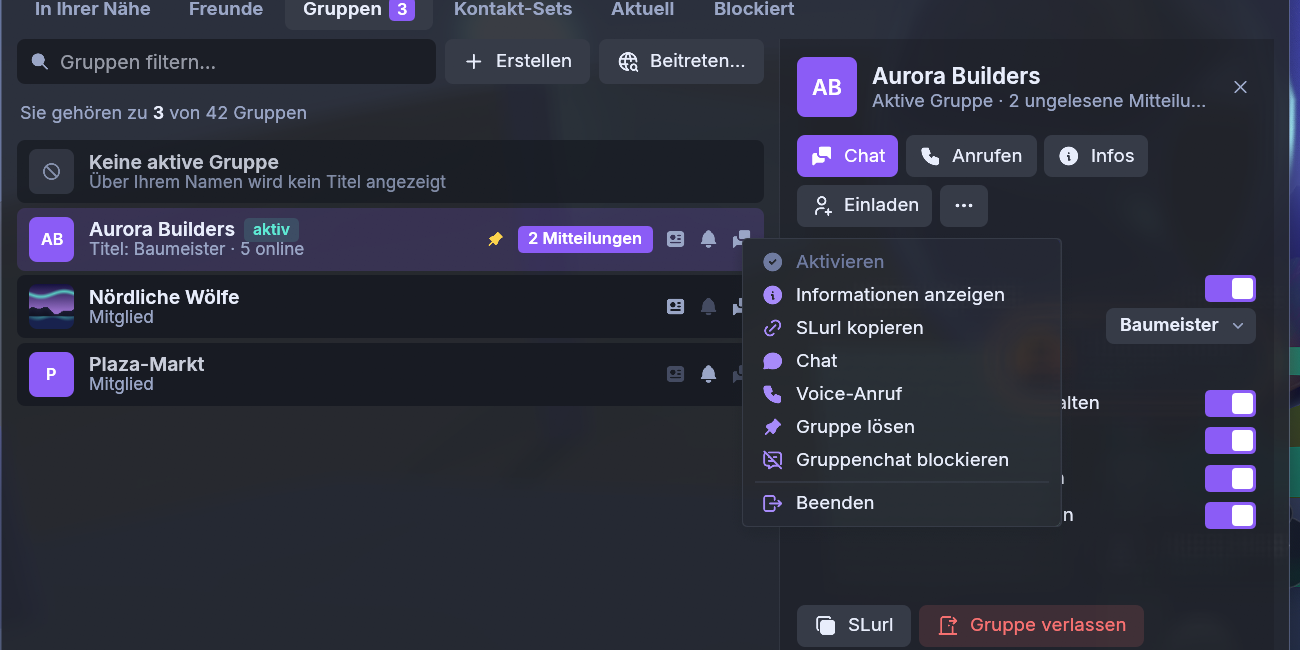 In Ihrer Nähe
Freunde
Gruppen 3
Kontakt-Sets
Aktuell
Blockiert
Gruppen filtern...
Erstellen
Beitreten...
Sie gehören zu 3 von 42 Gruppen
Keine aktive Gruppe
Über Ihrem Namen wird kein Titel angezeigt
AB
Aurora Builders aktiv
Titel: Baumeister · 5 online
2 Mitteilungen
Nördliche Wölfe
Mitglied
P
Plaza-Markt
Mitglied
AB
Aurora Builders
Aktive Gruppe · 2 ungelesene Mitteilu...
Chat
Anrufen
Infos
Einladen
Aktivieren
Informationen anzeigen
SLurl kopieren
Chat
Voice-Anruf
Gruppe lösen
Gruppenchat blockieren
Beenden
Baumeister
SLurl
Gruppe verlassen